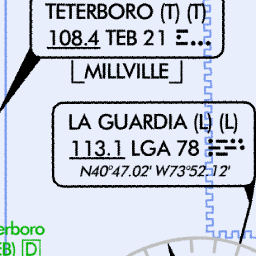 TETERBORO (T) (T)
108.4 TEB 21
MILLVILLE
LA GUARDIA (L) (L)
113.1 LGA 78
N40°47.02' W73°52.12'
erboro
EB) D